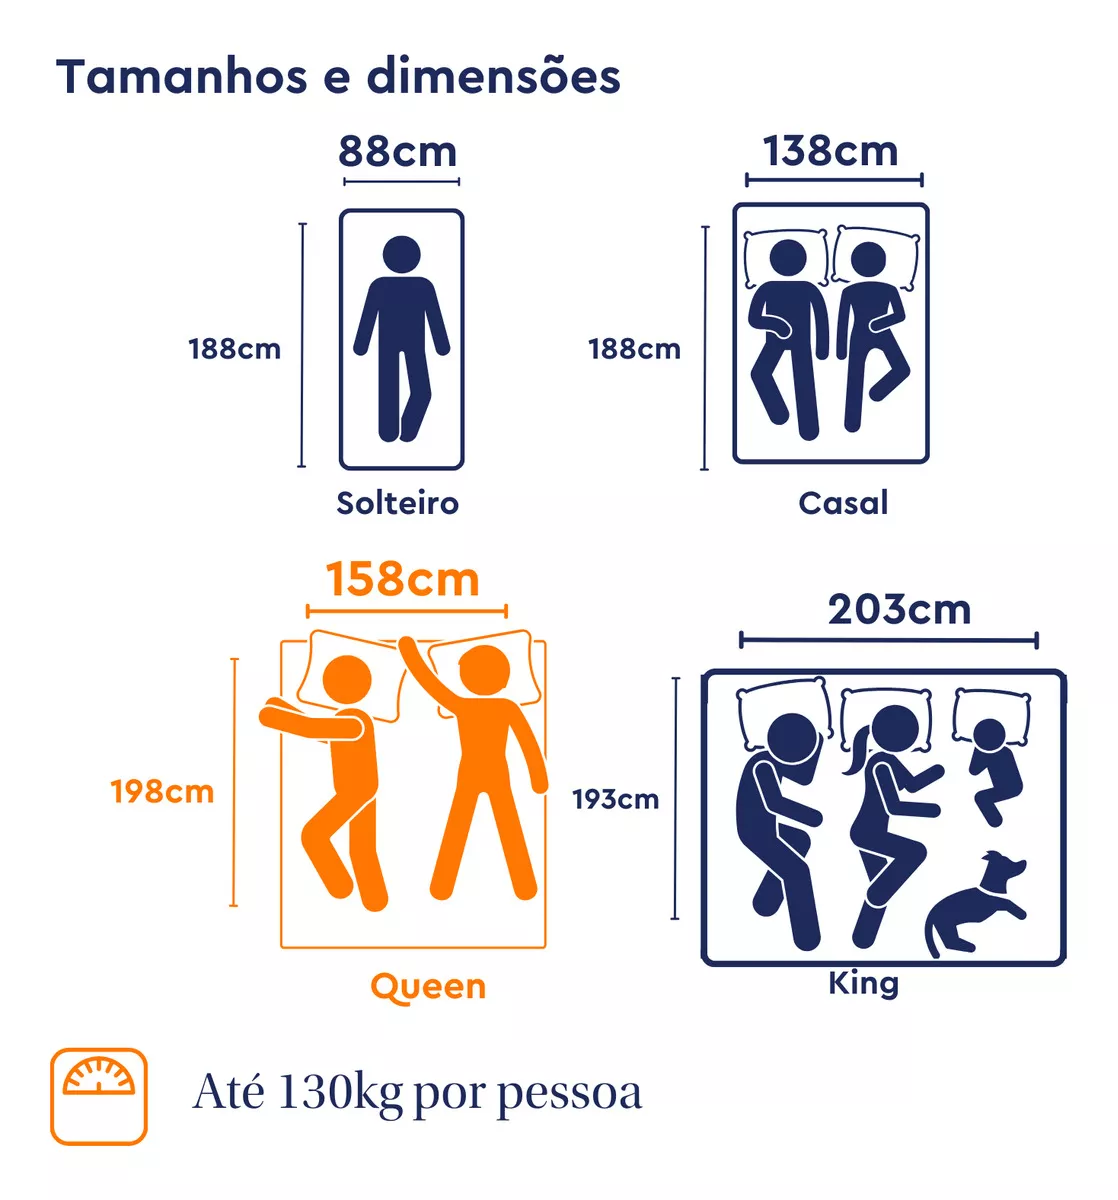 Tamanhos e dimensões
88cm
188cm
Solteiro
138cm
188cm
Casal
158cm
198cm
Queen
203cm
193cm
King
Até 130kg por pessoa